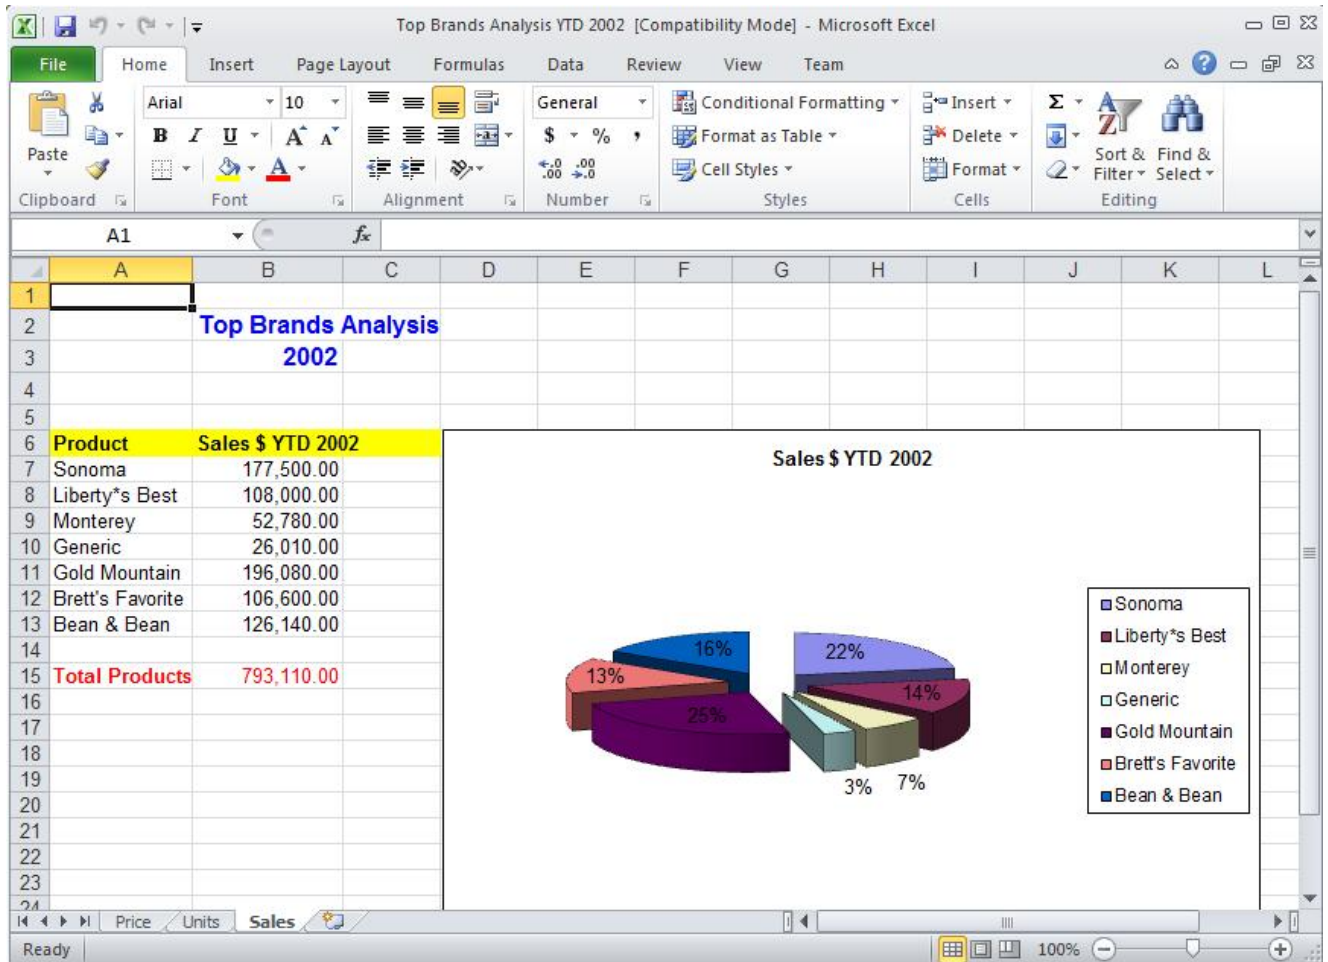 Top Brands Analysis YTD 2002 [Compatibility Mode] - Microsoft Excel
File Home Insert Page Layout Formulas Data Review View Team
Arial 10 General Conditional Formatting Insert Σ
Paste B I U A A $ % , Format as Table Delete Sort & Filter Find & Select
A Cell Styles Format
Clipboard Font Alignment Number Styles Cells Editing
A1 fx
A B C D E F G H I J K L
1
2 Top Brands Analysis
3 2002
4
5
6 Product Sales $ YTD 2002
7 Sonoma 177,500.00
8 Liberty*s Best 108,000.00
9 Monterey 52,780.00
10 Generic 26,010.00
11 Gold Mountain 196,080.00
12 Brett's Favorite 106,600.00
13 Bean & Bean 126,140.00
14
15 Total Products 793,110.00
16
17
18
19
20
21
22
23
24
Sales $ YTD 2002
16% 22%
13% 14%
25%
3% 7%
Sonoma
Liberty*s Best
Monterey
Generic
Gold Mountain
Brett's Favorite
Bean & Bean
Price Units Sales
Ready 100%